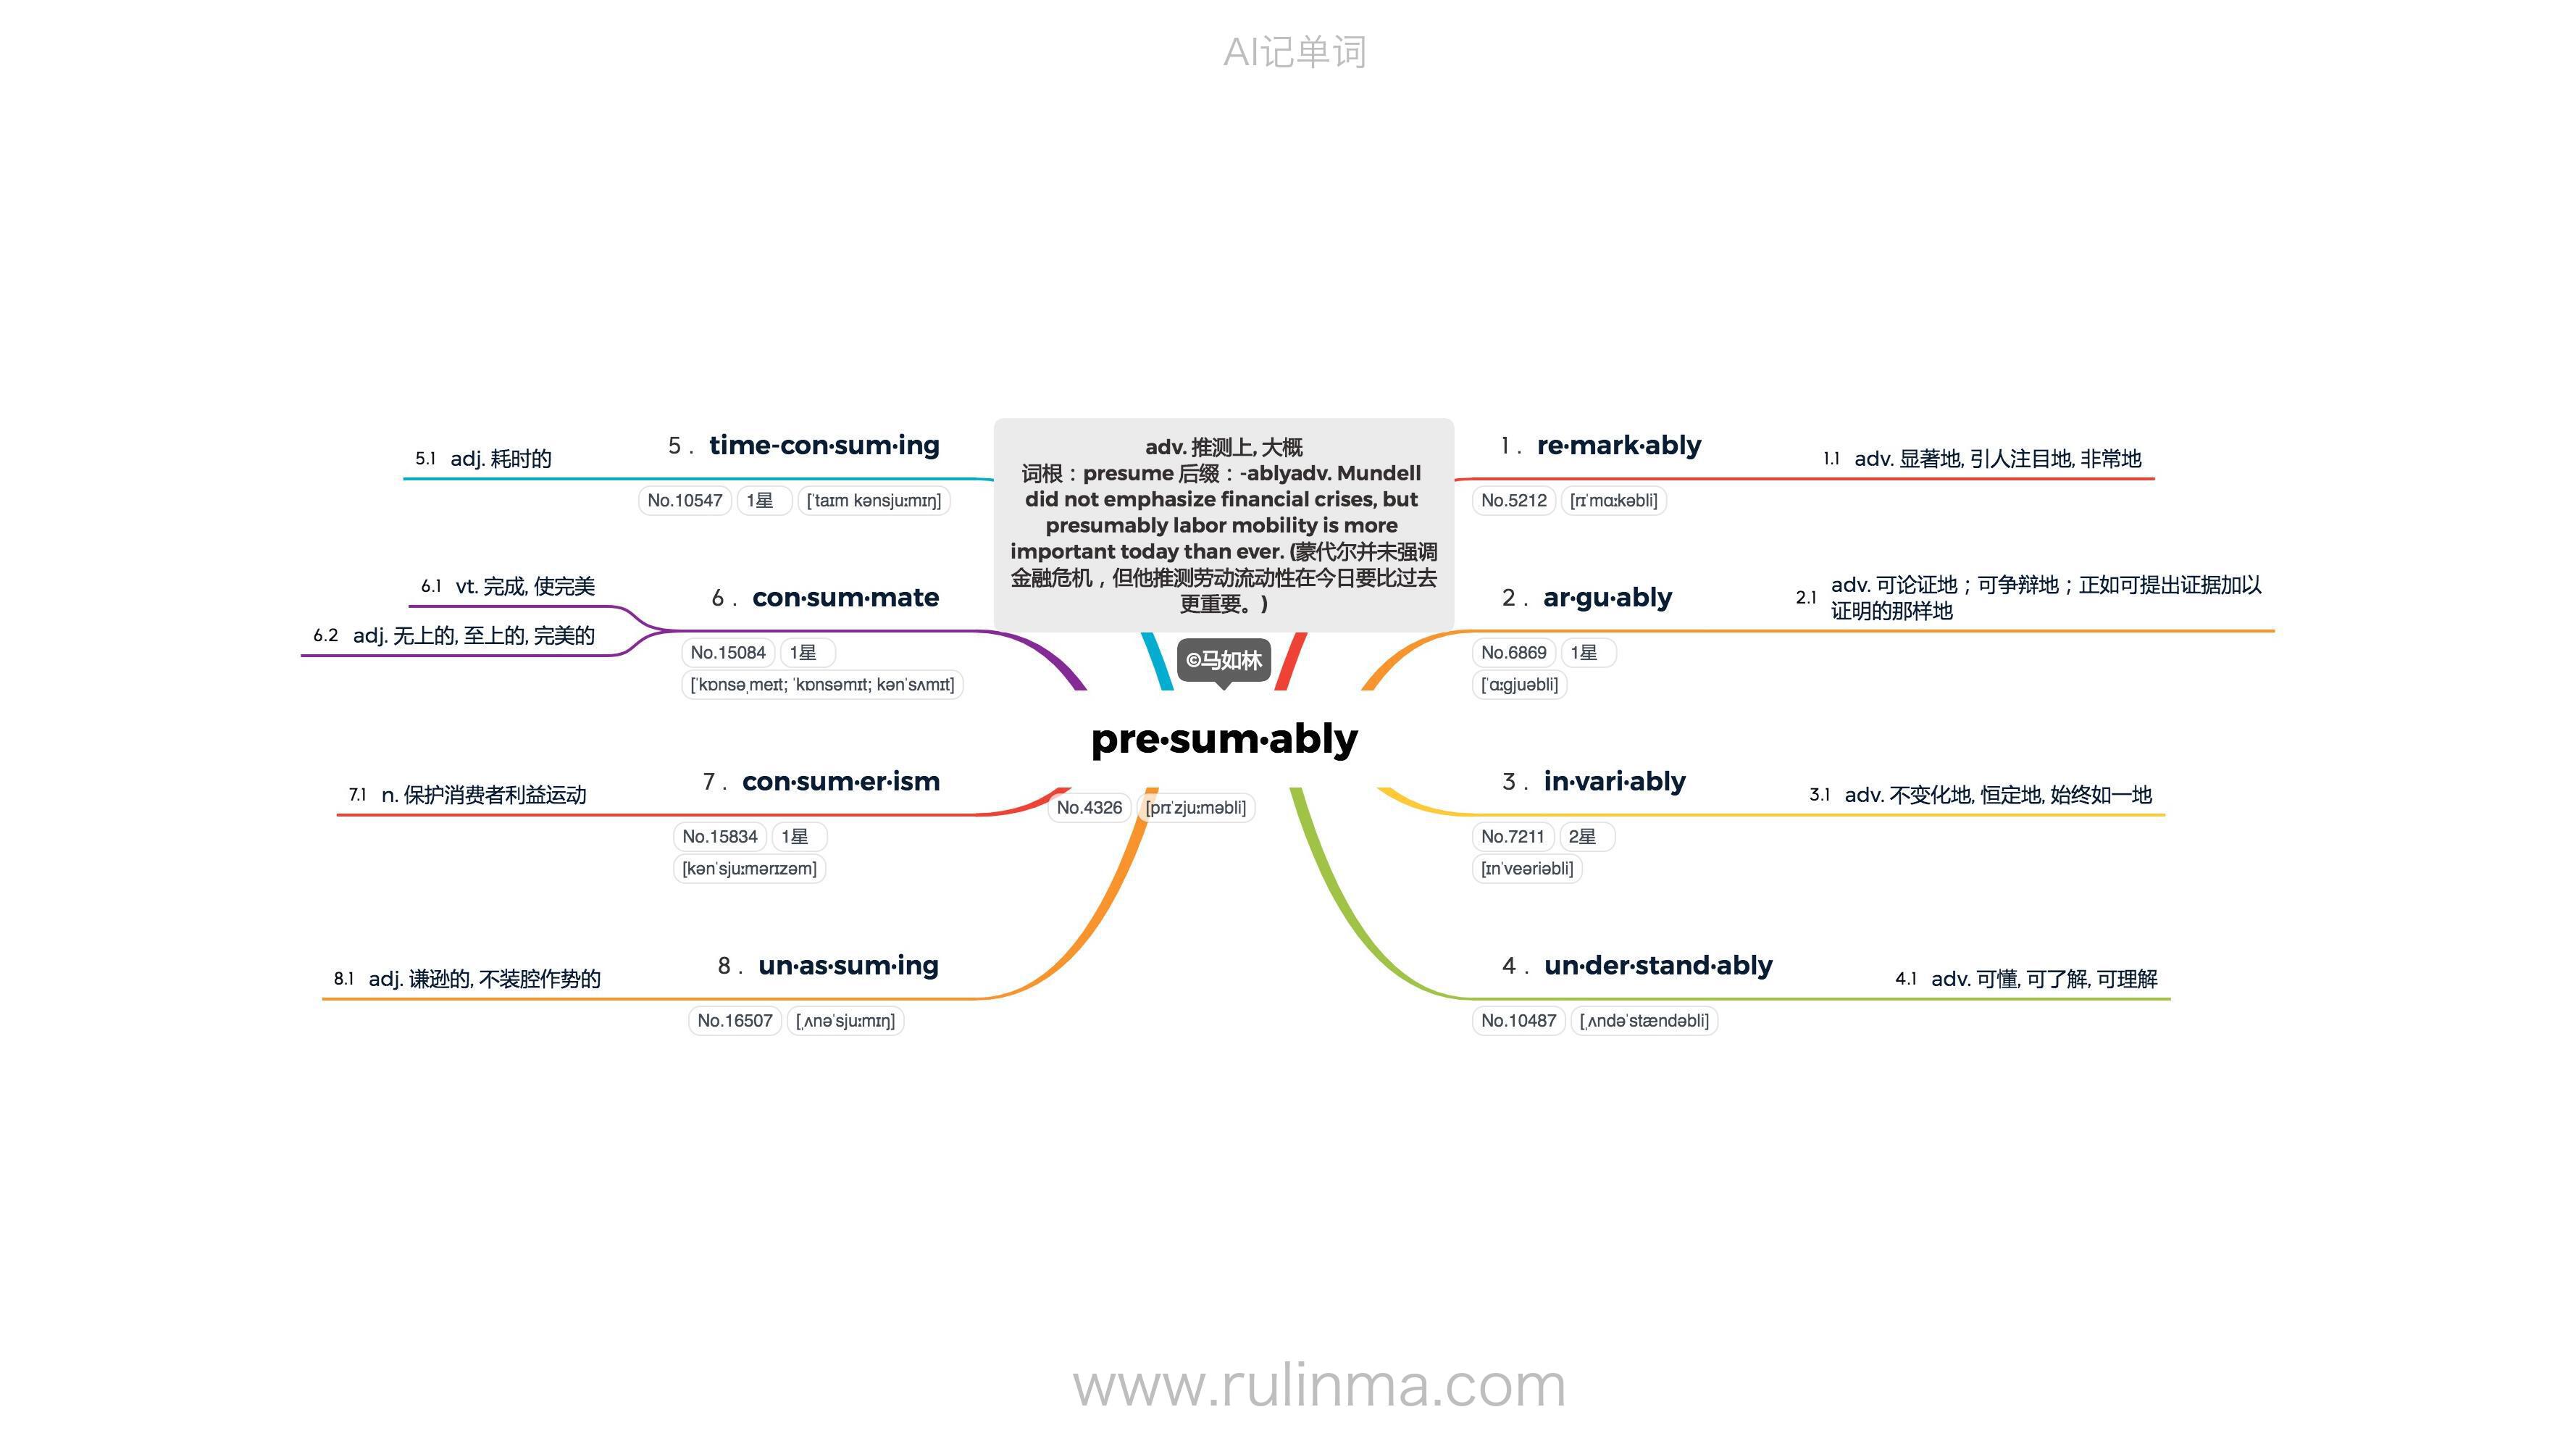 AI记单词
adv. 推测上, 大概
词根：presume 后缀：-ablyadv. Mundell
did not emphasize financial crises, but
presumably labor mobility is more
important today than ever. (蒙代尔并未强调
金融危机，但他推测劳动流动性在今日要比过去
更重要。)
©马如林
pre·sum·ably
No.4326 [prɪˈzjuːməbli]
1. re·mark·ably
No.5212 [rɪˈmɑːkəbli]
1.1 adv. 显著地, 引人注目地, 非常地
2. ar·gu·ably
No.6869 1星
[ˈɑːgjuəbli]
2.1 adv. 可论证地；可争辩地；正如可提出证据加以
证明的那样地
3. in·vari·ably
No.7211 2星
[ɪnˈveəriəbli]
3.1 adv. 不变化地, 恒定地, 始终如一地
4. un·der·stand·ably
No.10487 [ˌʌndəˈstændəbli]
4.1 adv. 可懂, 可了解, 可理解
5. time-con·sum·ing
No.10547 1星 [ˈtaɪm kənsjuːmɪŋ]
5.1 adj. 耗时的
6. con·sum·mate
No.15084 1星
[ˈkɒnsəˌmeɪt; ˈkɒnsəmɪt; kənˈsʌmɪt]
6.1 vt. 完成, 使完美
6.2 adj. 无上的, 至上的, 完美的
7. con·sum·er·ism
No.15834 1星
[kənˈsjuːmərɪzəm]
7.1 n. 保护消费者利益运动
8. un·as·sum·ing
No.16507 [ˌʌnəˈsjuːmɪŋ]
8.1 adj. 谦逊的, 不装腔作势的
www.rulinma.com